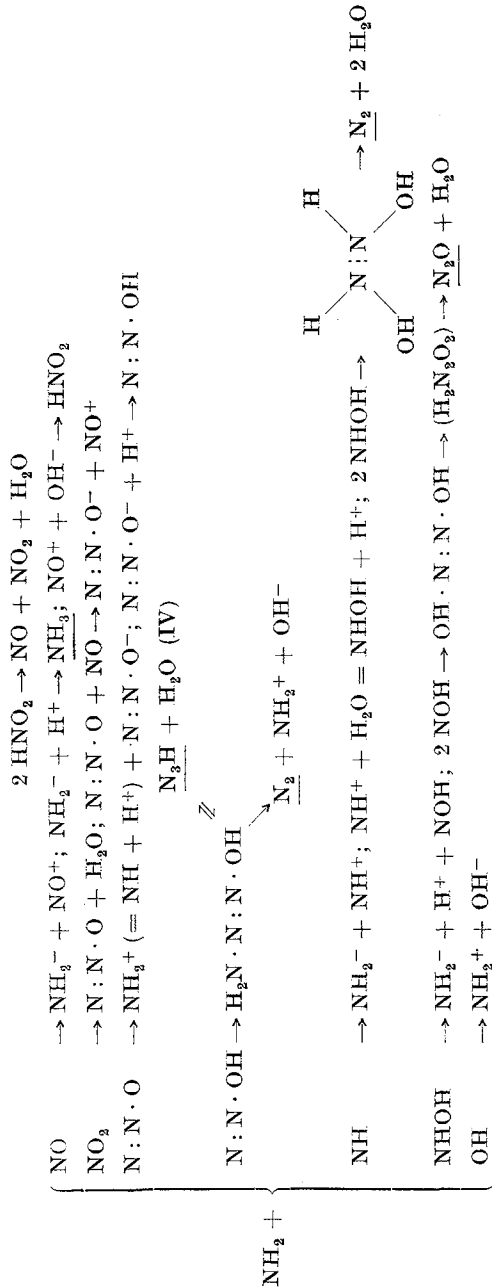 2 HNO₂ → NO + NO₂ + H₂O
NO → NH₂⁻ + NO⁺; NH₂⁻ + H⁺ → NH₃; NO⁺ + OH⁻ → HNO₂
NO₂ → N : N · O + H₂O; N : N · O + NO → N : N · O⁻ + NO⁺
N : N · O → NH₂⁺ (= NH + H⁺) + N : N · O⁻; N : N · O⁻ + H⁺ → N : N · OH
N₃H + H₂O (IV)
N : N · OH → H₂N · N : N · OH
N₂ + NH₂⁺ + OH⁻
NH₂ +
H H
NH → NH₂⁻ + NH⁺; NH⁺ + H₂O = NHOH + H⁺; 2 NHOH → N : N → N₂ + 2 H₂O
OH OH
NHOH → NH₂⁻ + H⁺ + NOH; 2 NOH → OH · N : N · OH → (H₂N₂O₂) → N₂O + H₂O
OH → NH₂⁺ + OH⁻